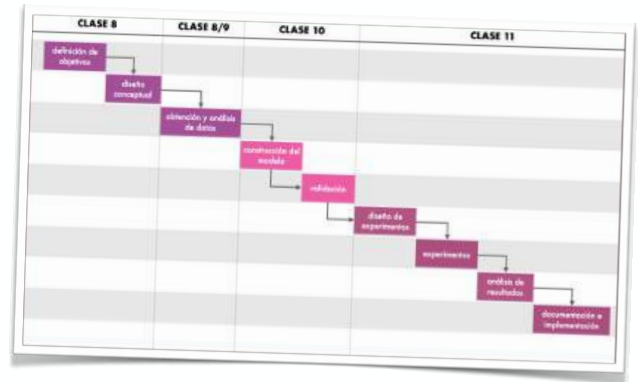 CLASE 8
CLASE 8/9
CLASE 10
CLASE 11
definición de
objetivos
diseño
conceptual
obtención y análisis
de datos
construcción del
modelo
validación
diseño de
experimentos
experimentos
análisis de
resultados
documentación e
implementación